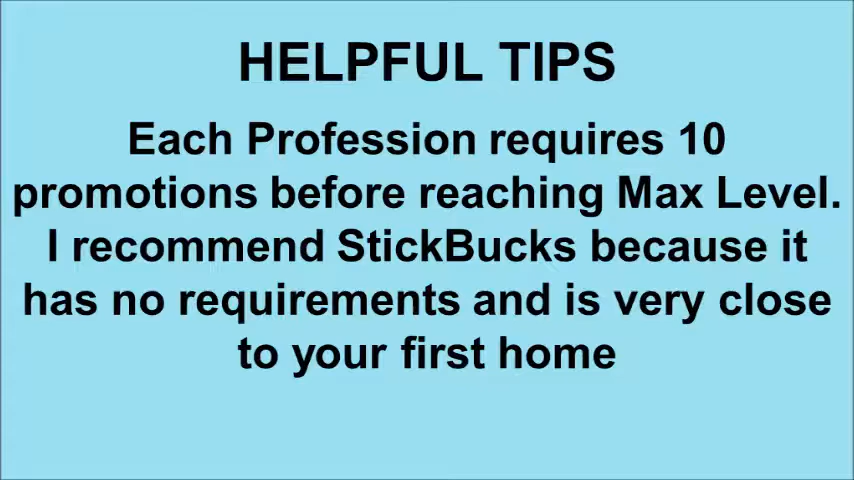 HELPFUL TIPS
Each Profession requires 10
promotions before reaching Max Level.
I recommend StickBucks because it
has no requirements and is very close
to your first home